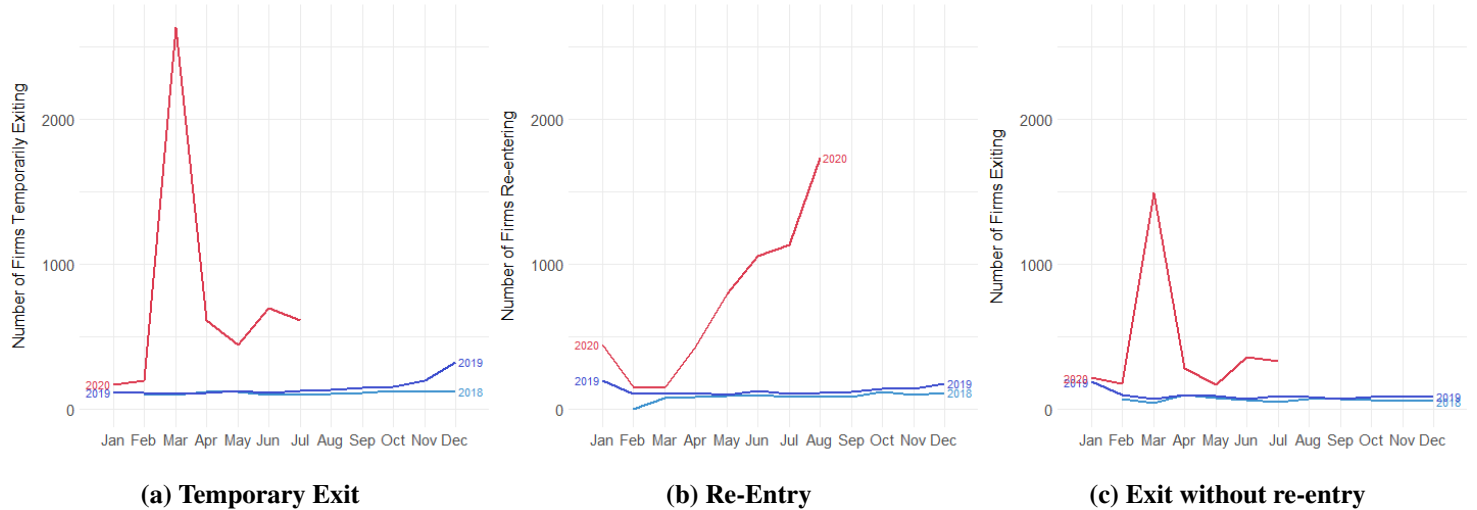 Number of Firms Temporarily Exiting
2000
1000
0
2020
2019
2019
2018
Jan Feb Mar Apr May Jun Jul Aug Sep Oct Nov Dec
(a) Temporary Exit
Number of Firms Re-entering
2000
1000
0
2020
2020
2019
2019
2018
Jan Feb Mar Apr May Jun Jul Aug Sep Oct Nov Dec
(b) Re-Entry
Number of Firms Exiting
2000
1000
0
2020
2019
2019
2018
Jan Feb Mar Apr May Jun Jul Aug Sep Oct Nov Dec
(c) Exit without re-entry